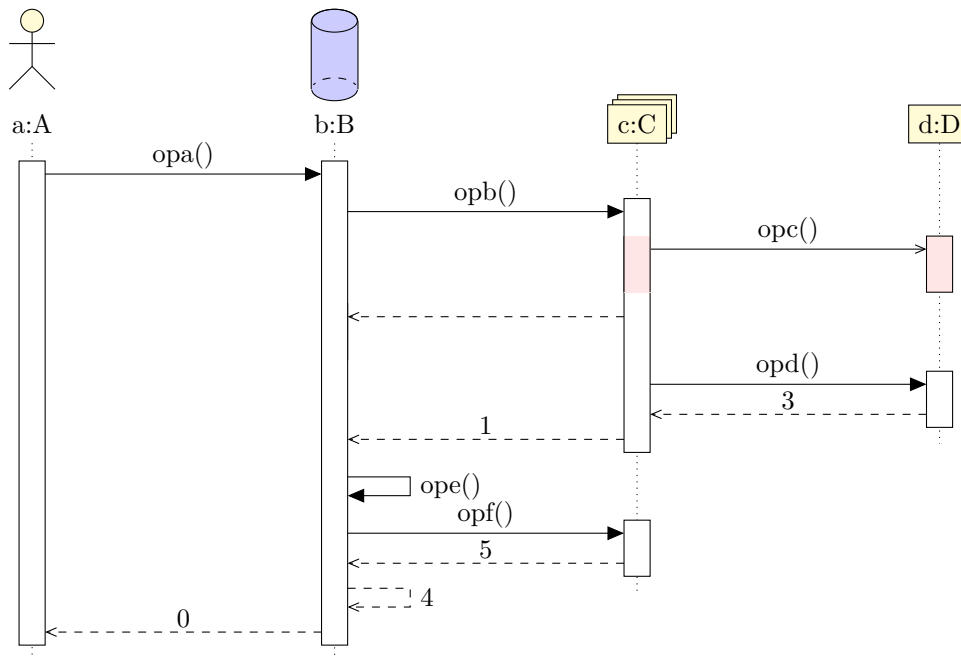 a:A
b:B
c:C
d:D
opa()
opb()
opc()
opd()
3
1
ope()
opf()
5
4
0